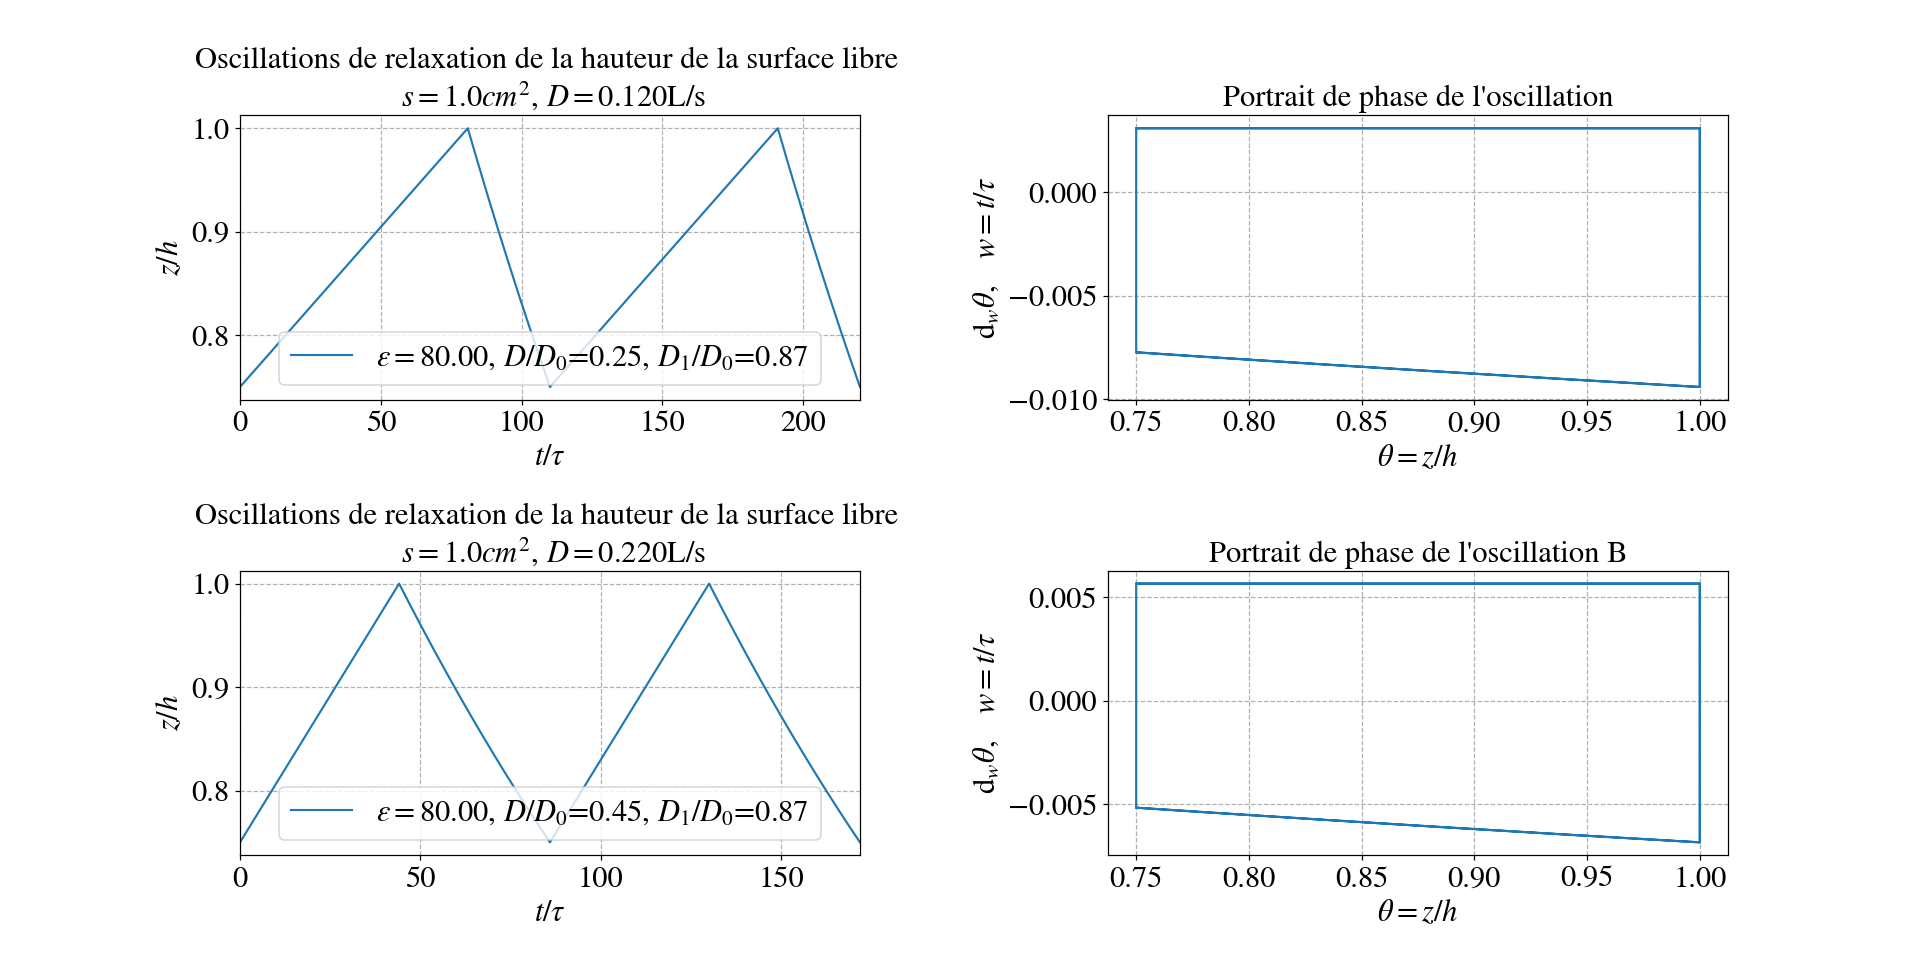 Oscillations de relaxation de la hauteur de la surface libre
s = 1.0cm², D = 0.120L/s
1.0
0.9
0.8
z/h
ε = 80.00, D/D₀=0.25, D₁/D₀=0.87
0 50 100 150 200
t/τ
Portrait de phase de l'oscillation
0.000
−0.005
−0.010
d_wθ, w = t/τ
0.75 0.80 0.85 0.90 0.95 1.00
θ = z/h
Oscillations de relaxation de la hauteur de la surface libre
s = 1.0cm², D = 0.220L/s
1.0
0.9
0.8
z/h
ε = 80.00, D/D₀=0.45, D₁/D₀=0.87
0 50 100 150
t/τ
Portrait de phase de l'oscillation B
0.005
0.000
−0.005
d_wθ, w = t/τ
0.75 0.80 0.85 0.90 0.95 1.00
θ = z/h